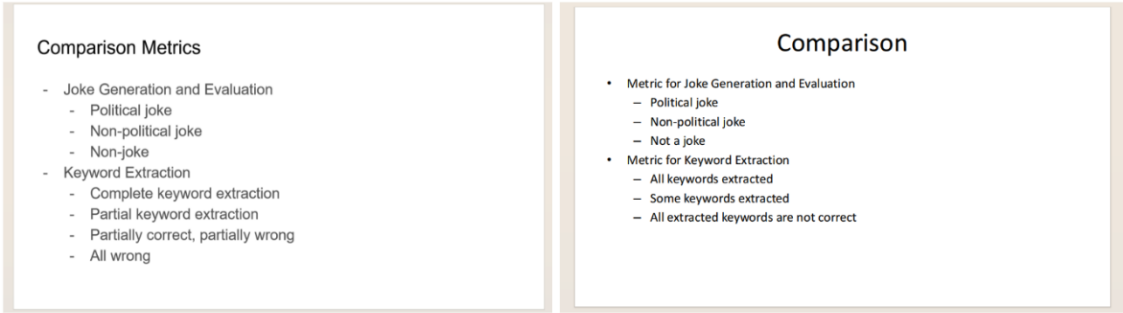 Comparison Metrics
- Joke Generation and Evaluation
- Political joke
- Non-political joke
- Non-joke
- Keyword Extraction
- Complete keyword extraction
- Partial keyword extraction
- Partially correct, partially wrong
- All wrong
Comparison
• Metric for Joke Generation and Evaluation
– Political joke
– Non-political joke
– Not a joke
• Metric for Keyword Extraction
– All keywords extracted
– Some keywords extracted
– All extracted keywords are not correct